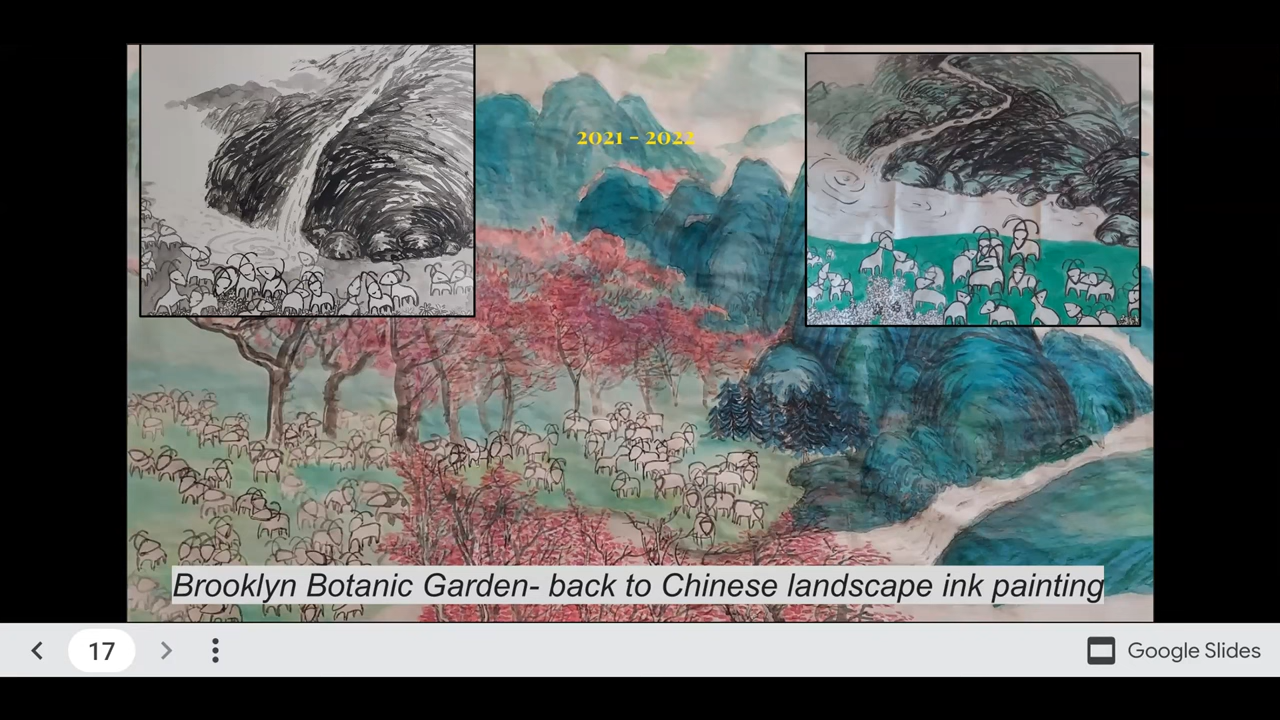 2021 - 2022
Brooklyn Botanic Garden- back to Chinese landscape ink painting
17
Google Slides